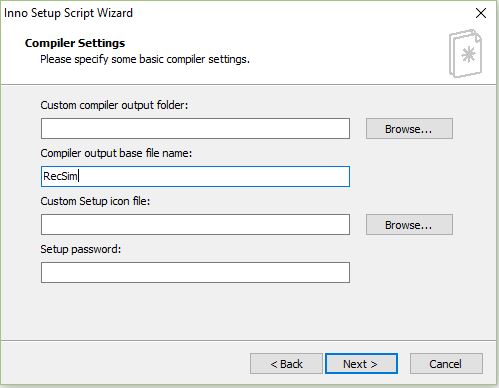 Inno Setup Script Wizard
Compiler Settings
Please specify some basic compiler settings.
Custom compiler output folder:
Browse...
Compiler output base file name:
RecSim
Custom Setup icon file:
Browse...
Setup password:
< Back
Next >
Cancel